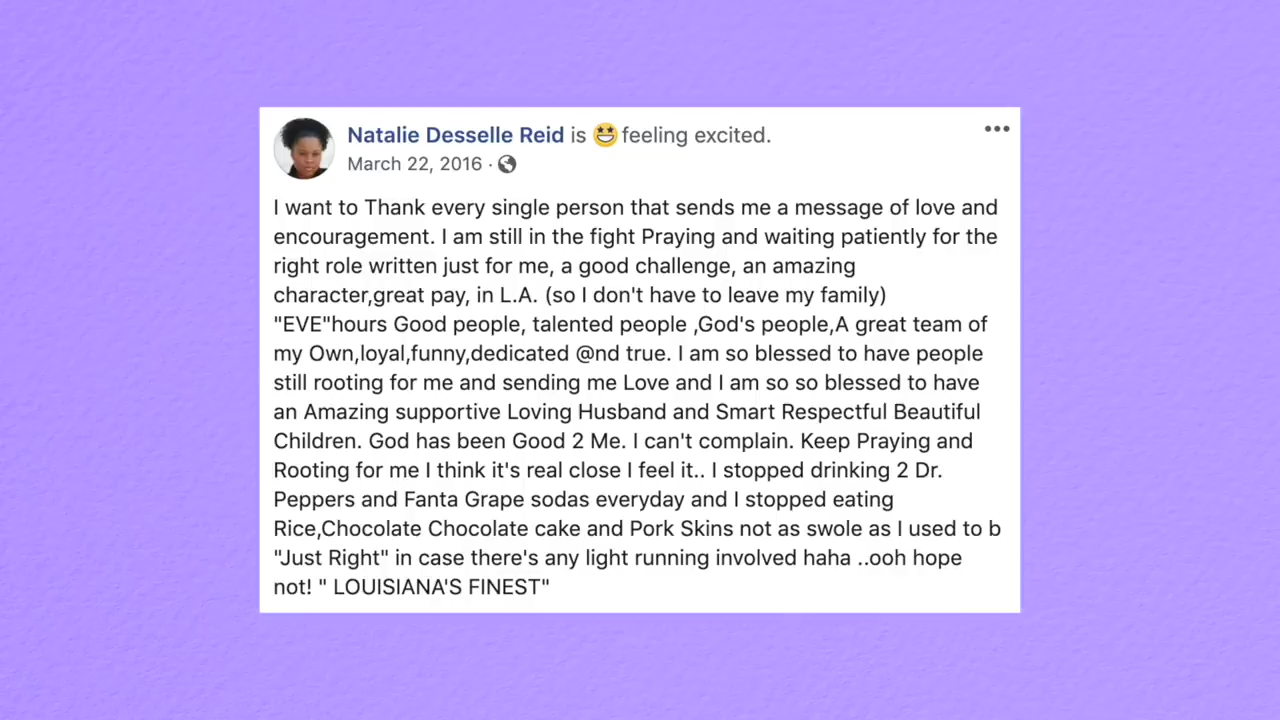 Natalie Desselle Reid is 🤩 feeling excited.
March 22, 2016 ·
I want to Thank every single person that sends me a message of love and
encouragement. I am still in the fight Praying and waiting patiently for the
right role written just for me, a good challenge, an amazing
character,great pay, in L.A. (so I don't have to leave my family)
"EVE"hours Good people, talented people ,God's people,A great team of
my Own,loyal,funny,dedicated @nd true. I am so blessed to have people
still rooting for me and sending me Love and I am so so blessed to have
an Amazing supportive Loving Husband and Smart Respectful Beautiful
Children. God has been Good 2 Me. I can't complain. Keep Praying and
Rooting for me I think it's real close I feel it.. I stopped drinking 2 Dr.
Peppers and Fanta Grape sodas everyday and I stopped eating
Rice,Chocolate Chocolate cake and Pork Skins not as swole as I used to b
"Just Right" in case there's any light running involved haha ..ooh hope
not! " LOUISIANA'S FINEST"